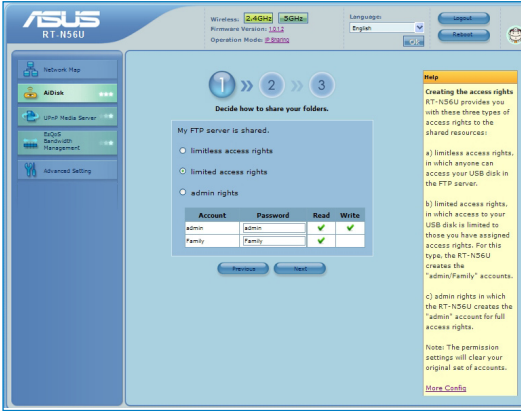 ASUS
RT-N56U
Wireless: 2.4GHz 5GHz
Firmware Version: 1.0.1.2
Operation Mode: IP Sharing
Language:
English
Logout
Reboot
Network Map
AiDisk
UPnP Media Server
EzQoS
Bandwidth
Management
Advanced Setting
1 » 2 » 3
Decide how to share your folders.
My FTP server is shared.
limitless access rights
limited access rights
admin rights
Account Password Read Write
admin admin
Family Family
Previous Next
Help
Creating the access rights
RT-N56U provides you
with these three types of
access rights to the
shared resources:
a) limitless access rights,
in which anyone can
access your USB disk in
the FTP server.
b) limited access rights,
in which access to your
USB disk is limited to
those you have assigned
access rights. For this
type, the RT-N56U
creates the
"admin/Family" accounts.
c) admin rights in which
the RT-N56U creates the
"admin" account for full
access rights.
Note: The permission
settings will clear your
original set of accounts.
More Config